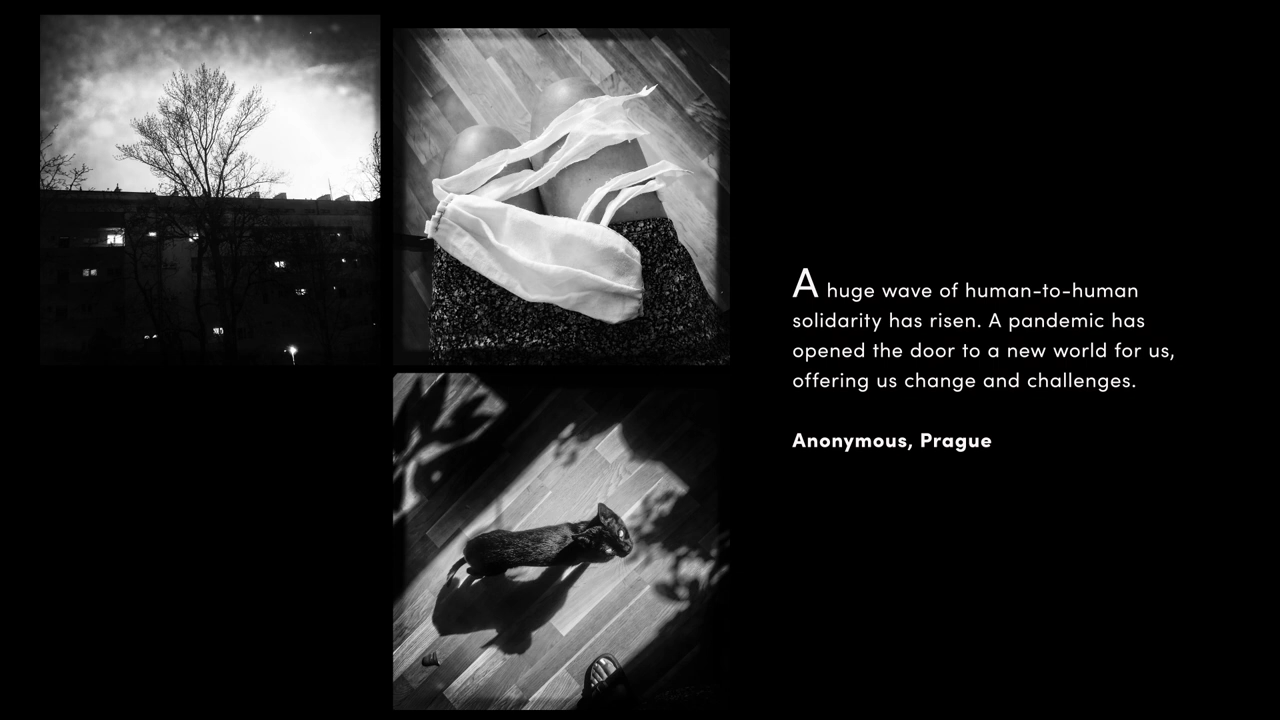 A huge wave of human-to-human
solidarity has risen. A pandemic has
opened the door to a new world for us,
offering us change and challenges.
Anonymous, Prague